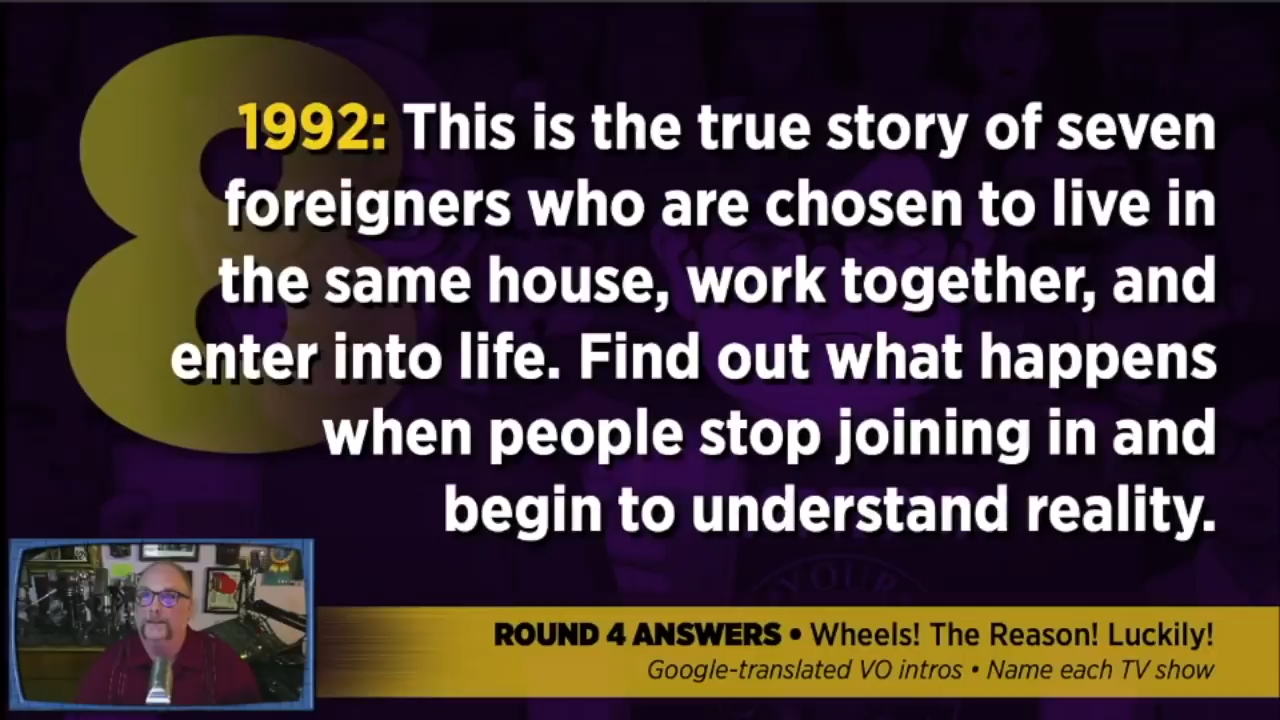 8
1992: This is the true story of seven
foreigners who are chosen to live in
the same house, work together, and
enter into life. Find out what happens
when people stop joining in and
begin to understand reality.
YOUR
ROUND 4 ANSWERS • Wheels! The Reason! Luckily!
Google-translated VO intros • Name each TV show